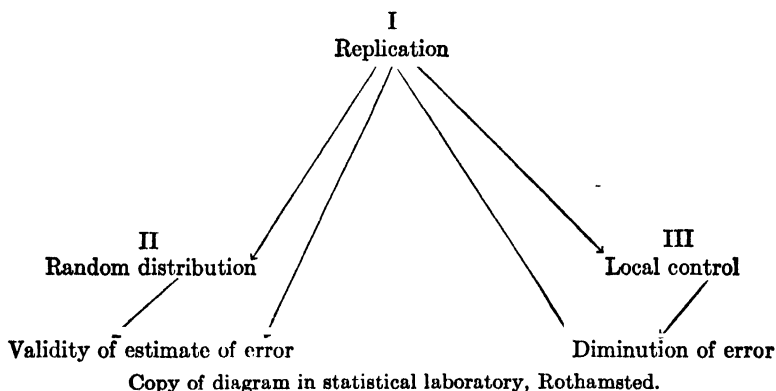 I
Replication
II
Random distribution
III
Local control
Validity of estimate of error
Diminution of error
Copy of diagram in statistical laboratory, Rothamsted.